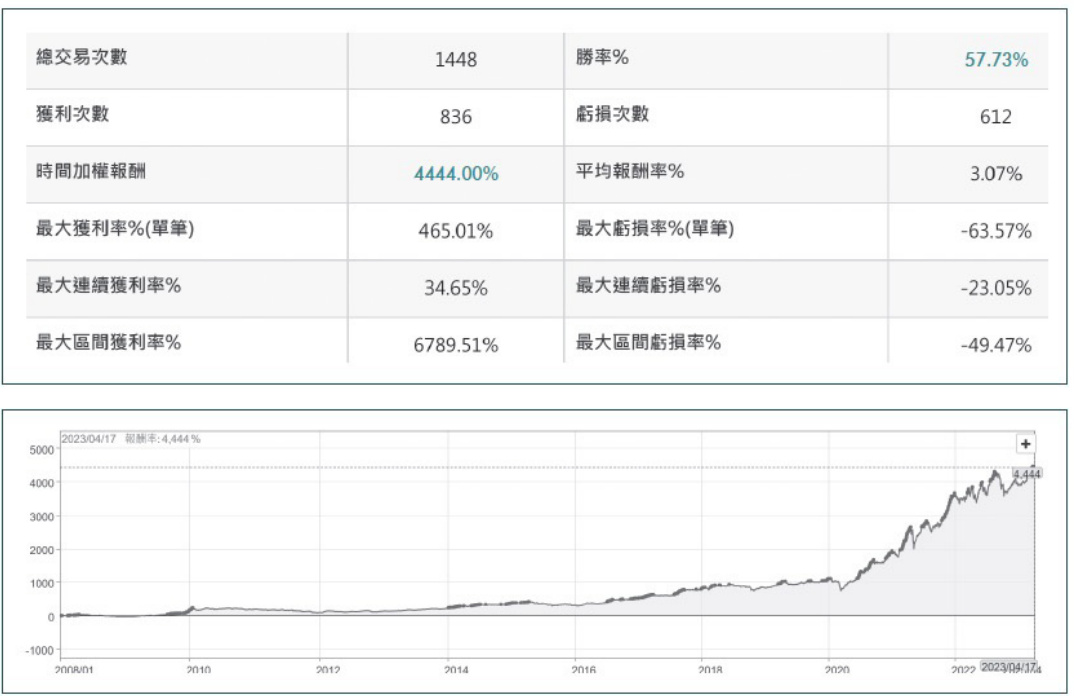 總交易次數 1448 勝率% 57.73%
獲利次數 836 虧損次數 612
時間加權報酬 4444.00% 平均報酬率% 3.07%
最大獲利率%(單筆) 465.01% 最大虧損率%(單筆) -63.57%
最大連續獲利率% 34.65% 最大連續虧損率% -23.05%
最大區間獲利率% 6789.51% 最大區間虧損率% -49.47%
2023/04/17 報酬率:4,444%
+
5000
4,444
4000
3000
2000
1000
0
-1000
2008/01 2010 2012 2014 2016 2018 2020 2022 2023/04/17